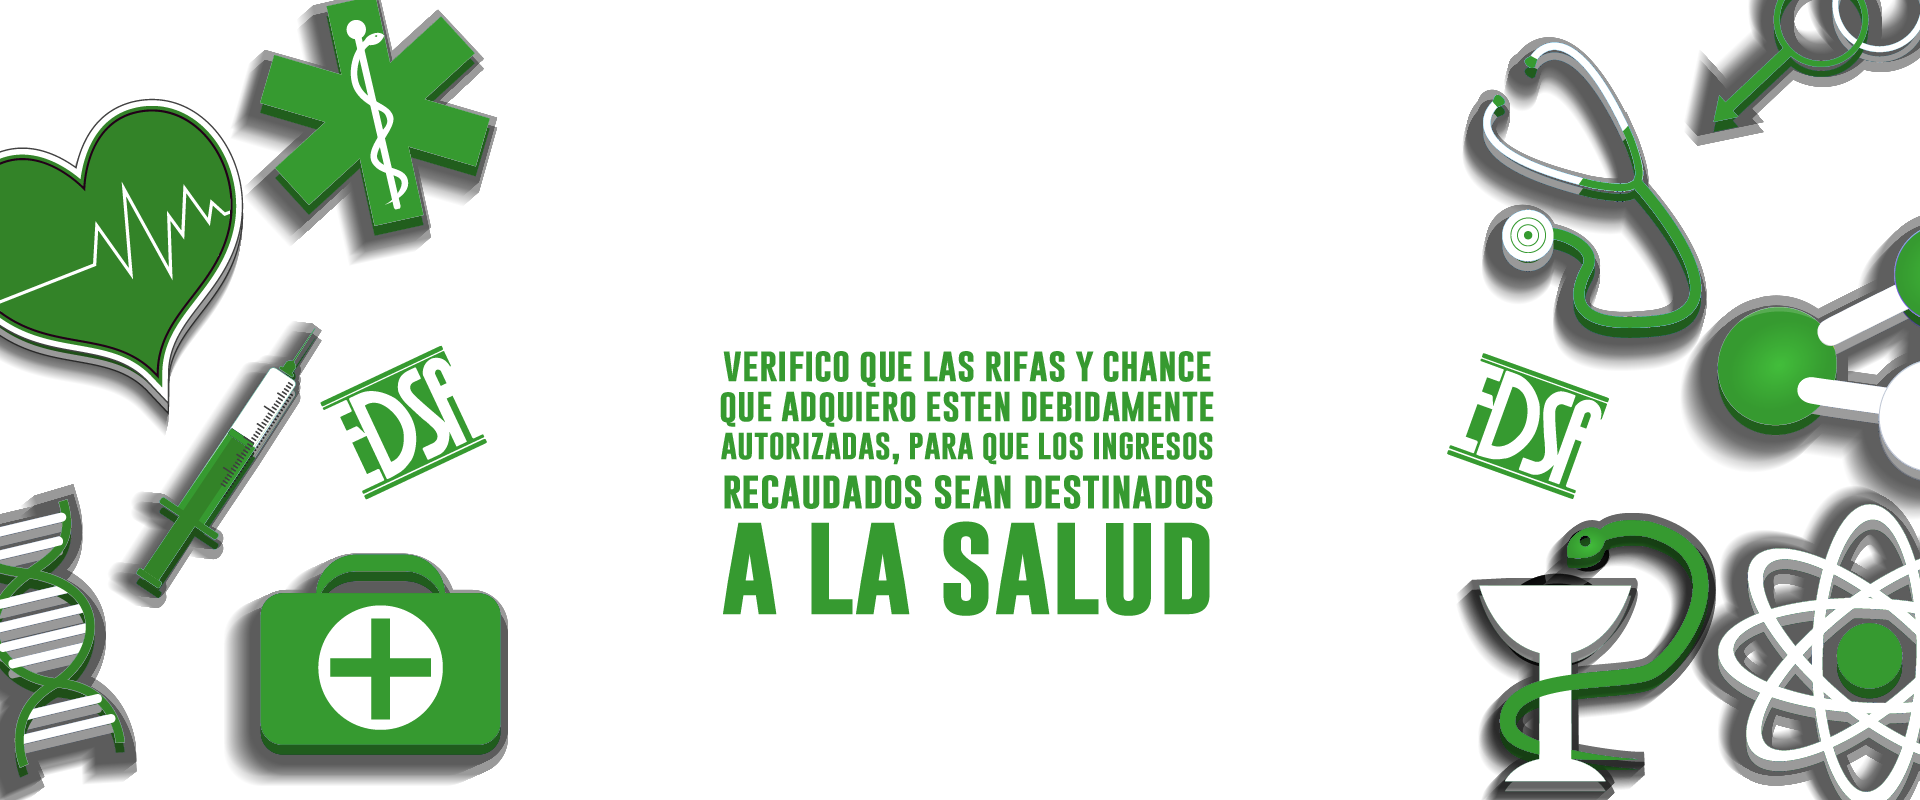 VERIFICO QUE LAS RIFAS Y CHANCE
QUE ADQUIERO ESTEN DEBIDAMENTE
AUTORIZADAS, PARA QUE LOS INGRESOS
RECAUDADOS SEAN DESTINADOS
A LA SALUD
EDSA
EDSA